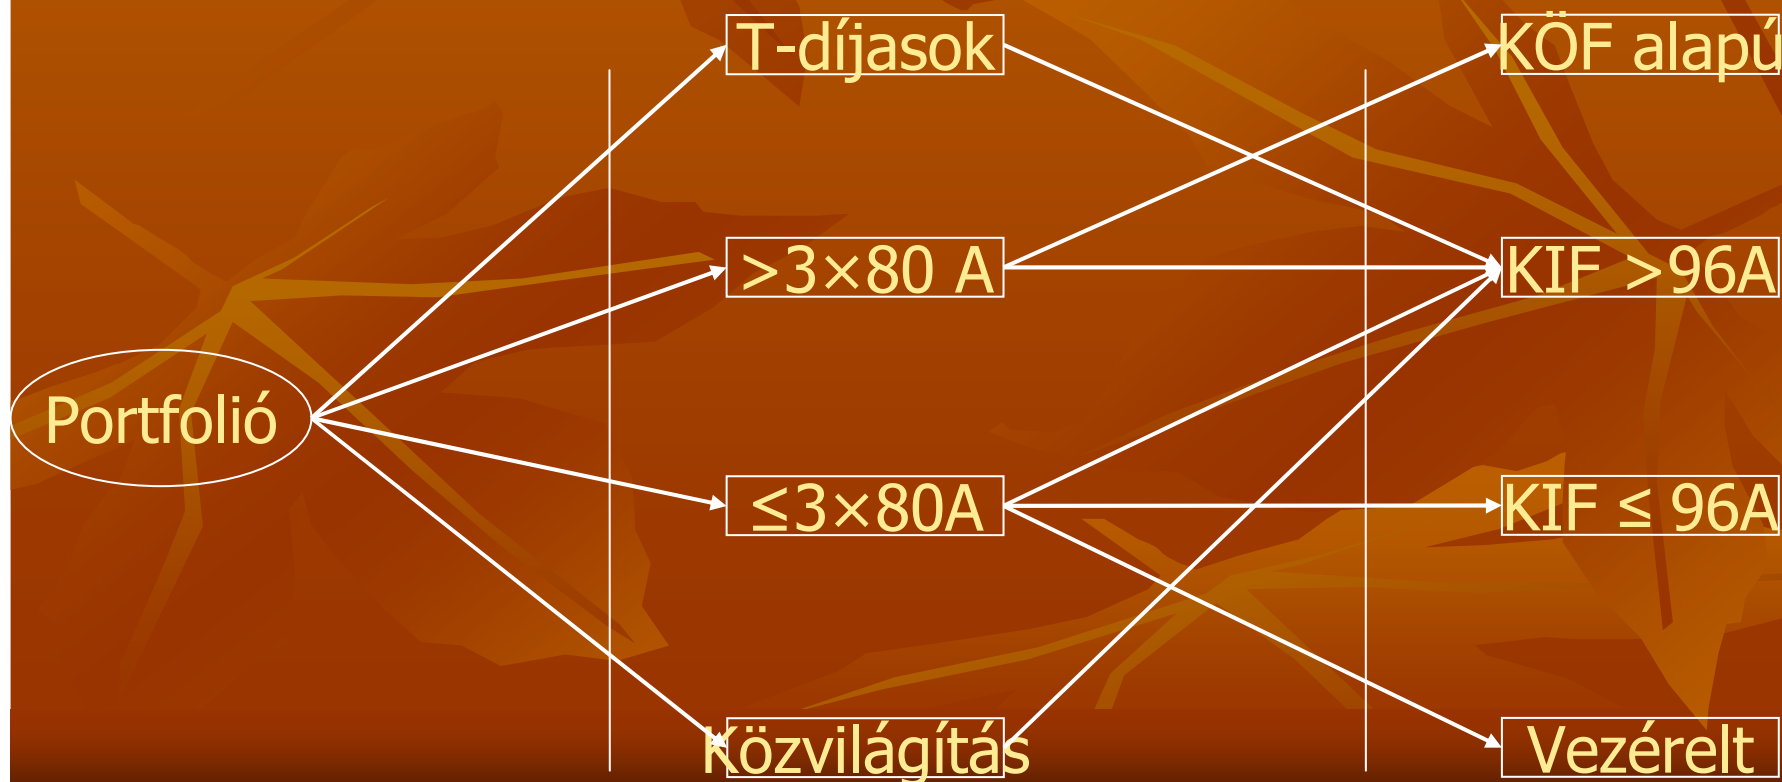 T-díjasok
KÖF alapú
>3×80 A
KIF >96A
Portfolió
≤3×80A
KIF ≤ 96A
Közvilágítás
Vezérelt